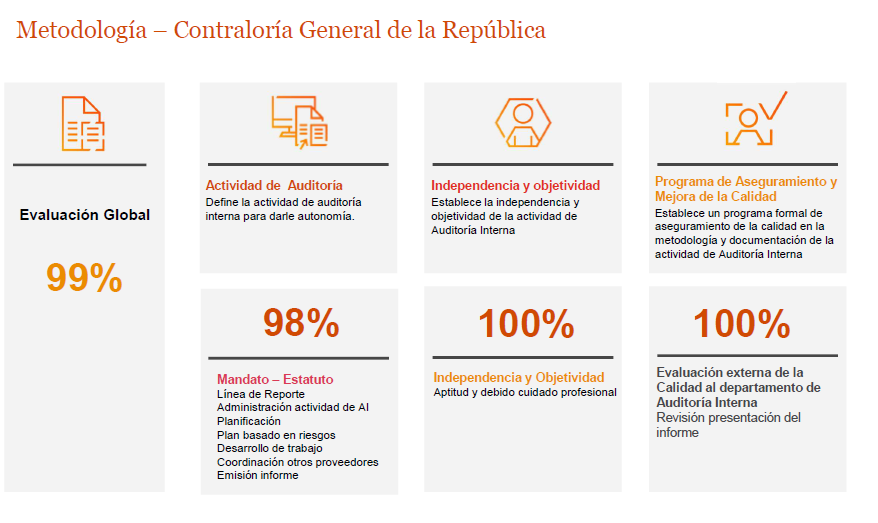 Metodología – Contraloría General de la República
Evaluación Global
99%
Actividad de Auditoría
Define la actividad de auditoría
interna para darle autonomía.
Independencia y objetividad
Establece la independencia y
objetividad de la actividad de
Auditoría Interna
Programa de Aseguramiento y
Mejora de la Calidad
Establece un programa formal de
aseguramiento de la calidad en la
metodología y documentación de la
actividad de Auditoría Interna
98%
Mandato – Estatuto
Línea de Reporte
Administración actividad de AI
Planificación
Plan basado en riesgos
Desarrollo de trabajo
Coordinación otros proveedores
Emisión informe
100%
Independencia y Objetividad
Aptitud y debido cuidado profesional
100%
Evaluación externa de la
Calidad al departamento de
Auditoría Interna
Revisión presentación del
informe